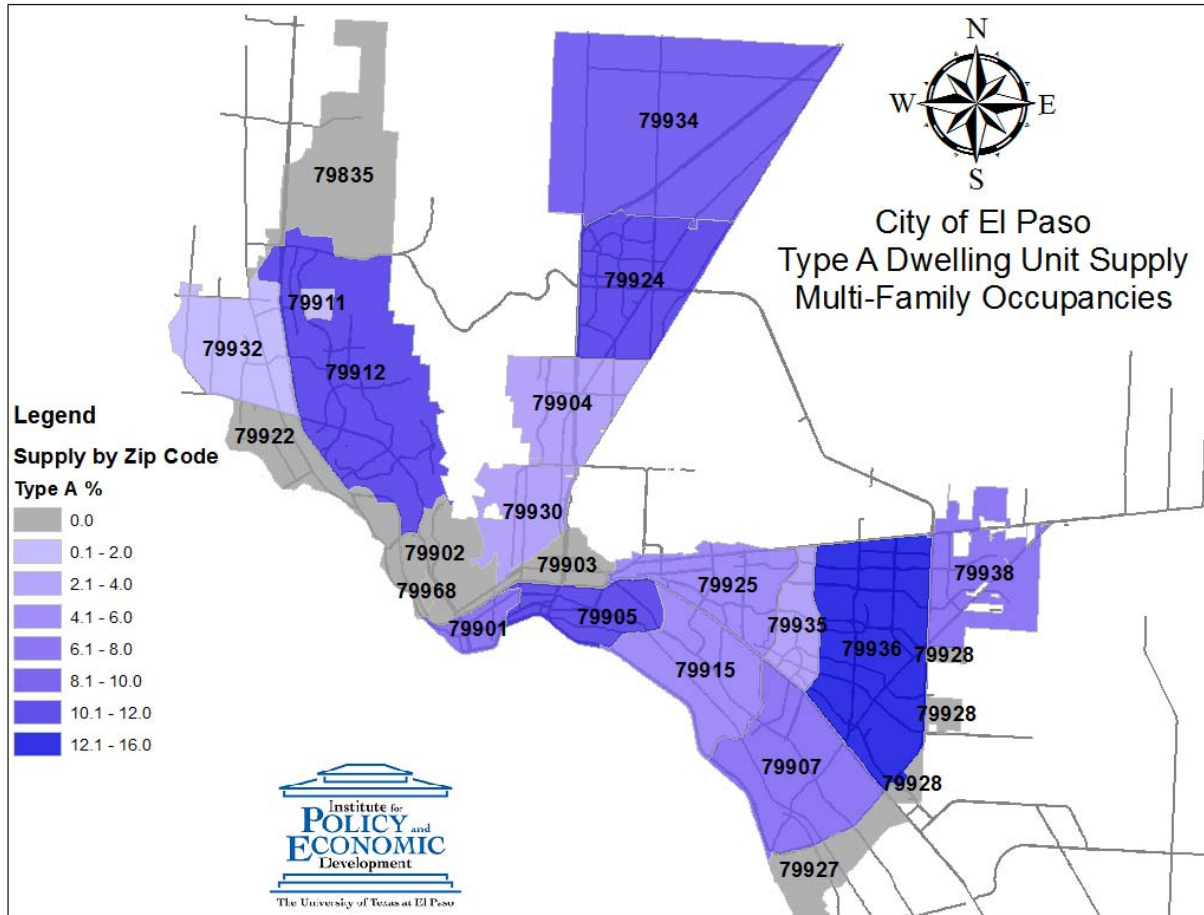 N
W E
S
City of El Paso
Type A Dwelling Unit Supply
Multi-Family Occupancies
79934
79835
79924
79911
79932
79912
79904
79922
79930
79902
79903
79968
79925
79938
79901
79905
79935
79936
79915
79928
79928
79907
79928
79927
Legend
Supply by Zip Code
Type A %
0.0
0.1 - 2.0
2.1 - 4.0
4.1 - 6.0
6.1 - 8.0
8.1 - 10.0
10.1 - 12.0
12.1 - 16.0
Institute for
POLICY and
ECONOMIC
Development
The University of Texas at El Paso